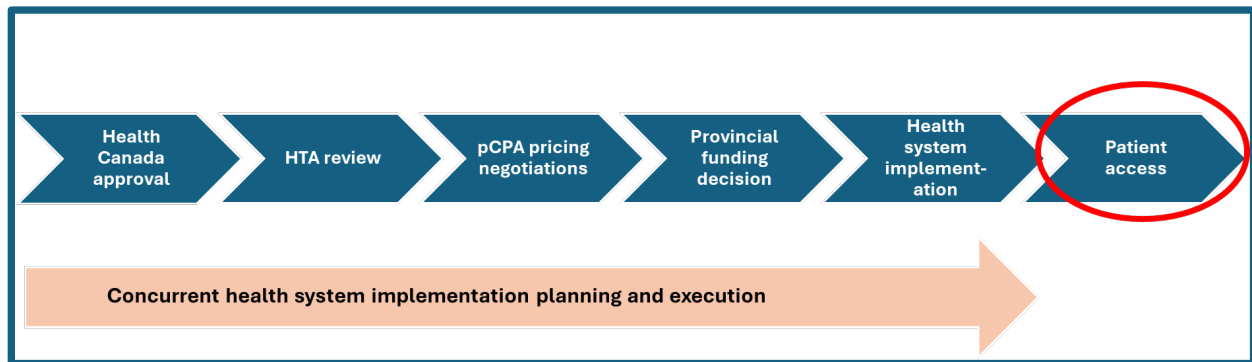 Health
Canada
approval
HTA review
pCPA pricing
negotiations
Provincial
funding
decision
Health
system
implement-
ation
Patient
access
Concurrent health system implementation planning and execution